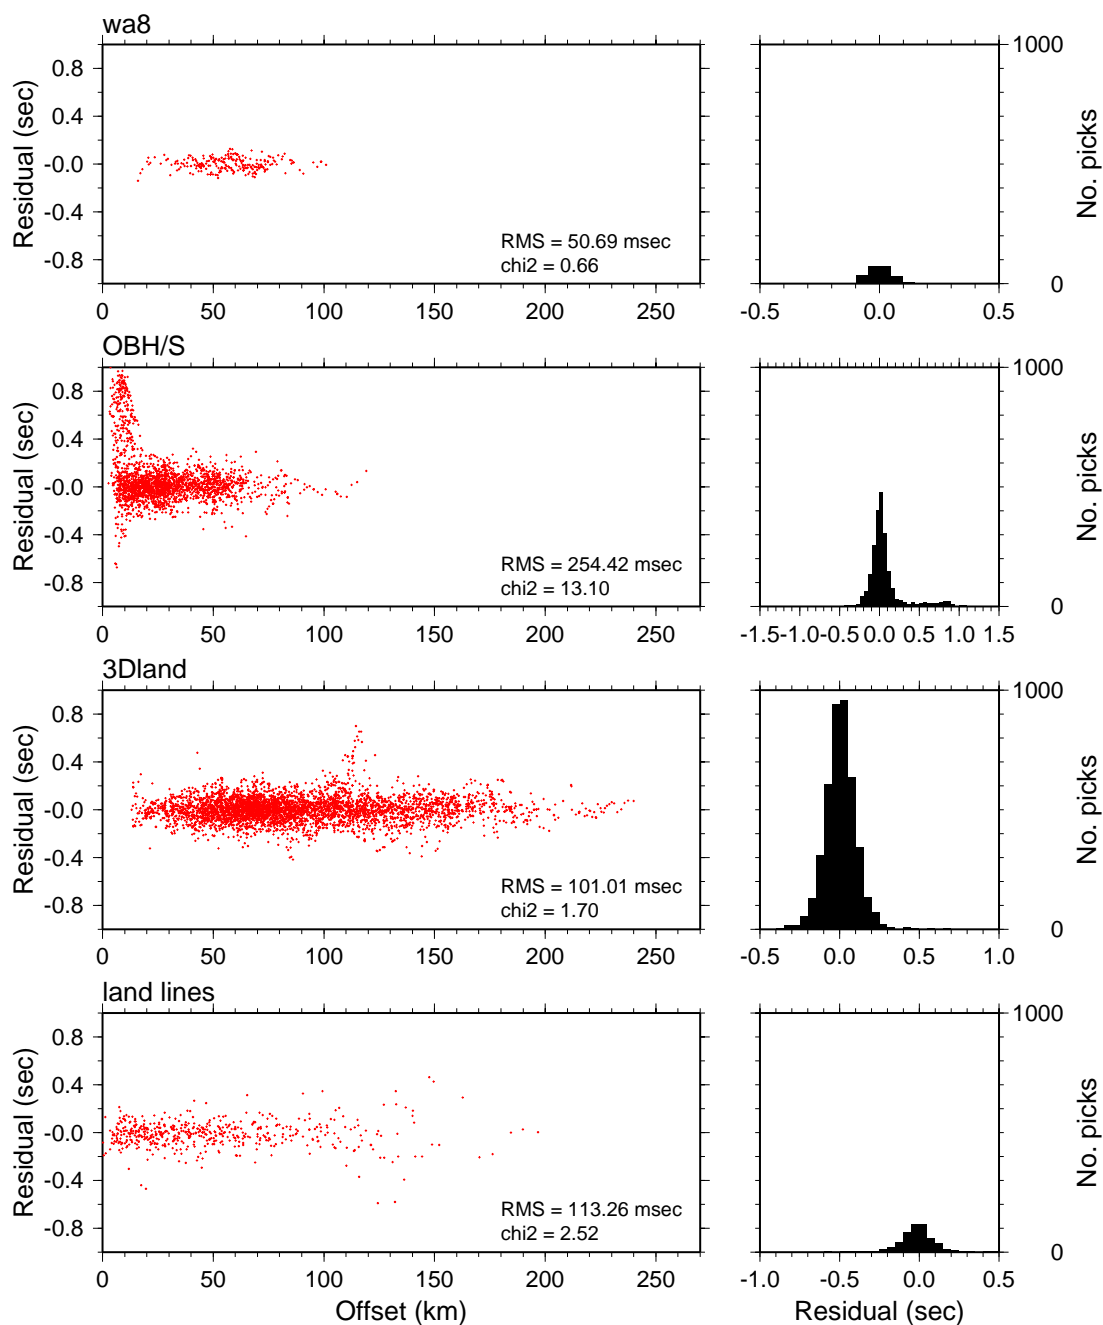 wa8
0.8
0.4
-0.0
-0.4
-0.8
Residual (sec)
RMS = 50.69 msec
chi2 = 0.66
0 50 100 150 200 250
1000
0
No. picks
-0.5 0.0 0.5
OBH/S
0.8
0.4
-0.0
-0.4
-0.8
Residual (sec)
RMS = 254.42 msec
chi2 = 13.10
0 50 100 150 200 250
1000
0
No. picks
-1.5 -1.0 -0.5 0.0 0.5 1.0 1.5
3Dland
0.8
0.4
-0.0
-0.4
-0.8
Residual (sec)
RMS = 101.01 msec
chi2 = 1.70
0 50 100 150 200 250
1000
0
No. picks
-0.5 0.0 0.5 1.0
land lines
0.8
0.4
-0.0
-0.4
-0.8
Residual (sec)
RMS = 113.26 msec
chi2 = 2.52
0 50 100 150 200 250
Offset (km)
1000
0
No. picks
-1.0 -0.5 0.0 0.5
Residual (sec)